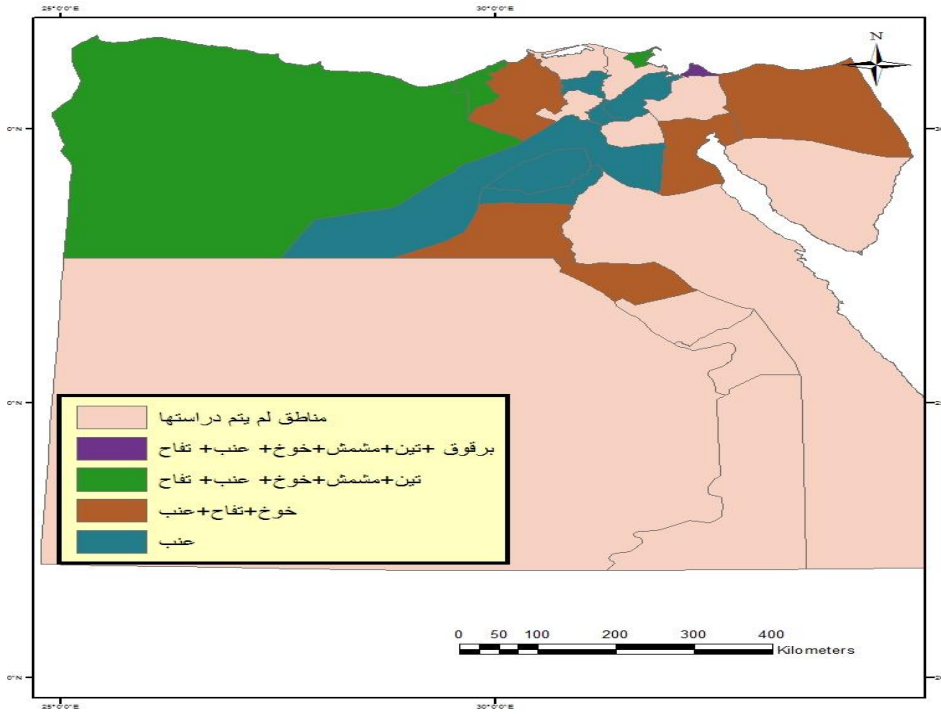 25°0'0"E 30°0'0"E
N
0°N
0°N
مناطق لم يتم دراستها
برقوق +تين+مشمش+خوخ+ عنب+ تفاح
تين+مشمش+خوخ+ عنب+ تفاح
خوخ+تفاح+عنب
عنب
0 50 100 200 300 400
Kilometers
0°N
25°0'0"E 30°0'0"E